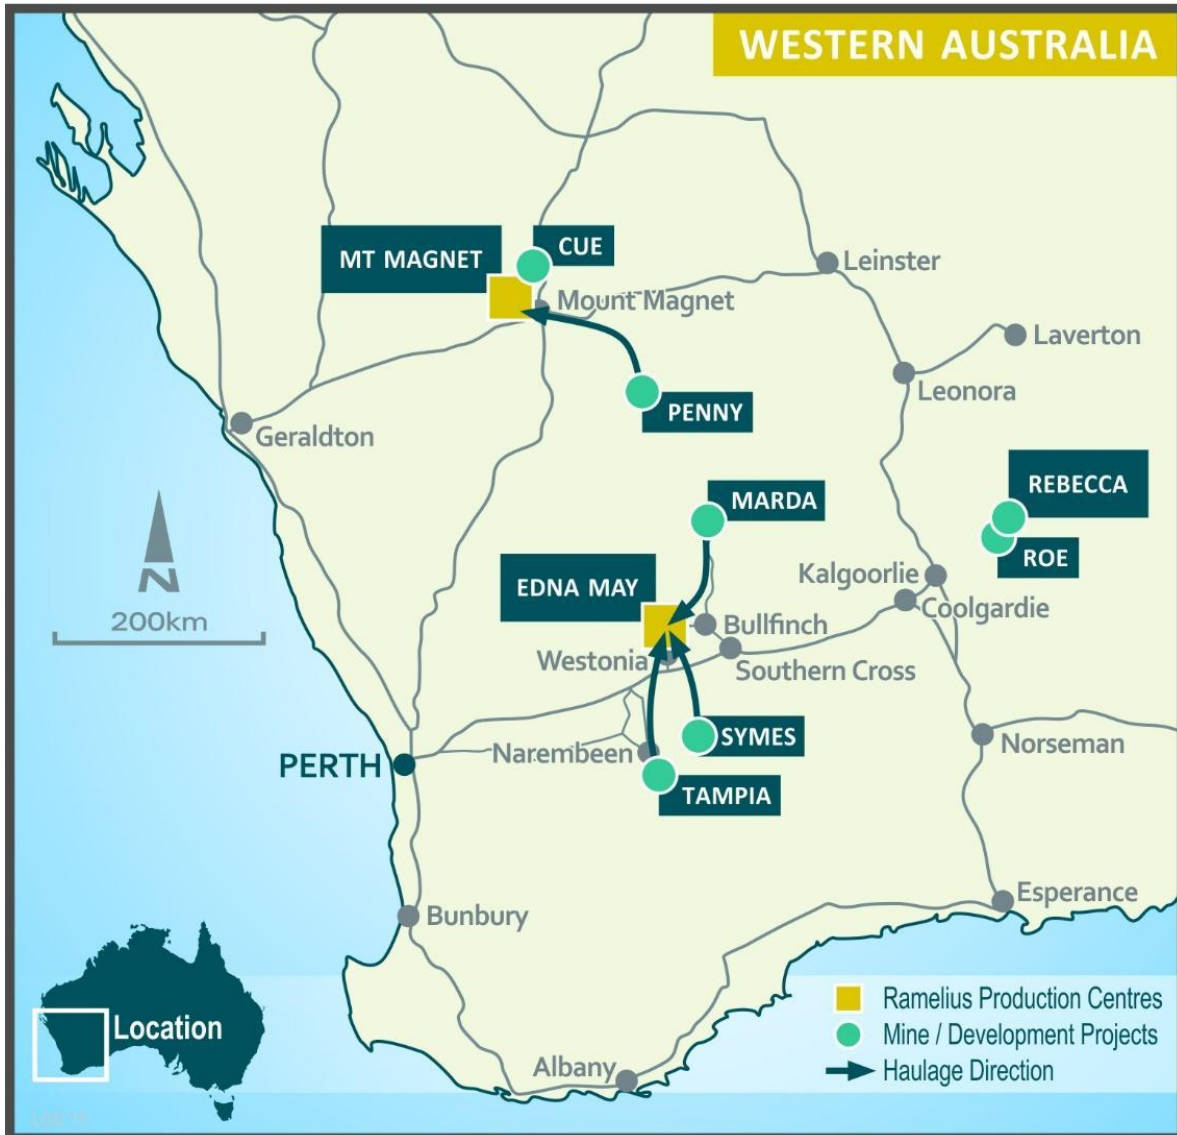 WESTERN AUSTRALIA
CUE
MT MAGNET
Leinster
Mount Magnet
Laverton
Leonora
PENNY
Geraldton
REBECCA
MARDA
ROE
Kalgoorlie
EDNA MAY
Coolgardie
N
200km
Bullfinch
Westonia
Southern Cross
SYMES
Norseman
Narembeen
PERTH
TAMPIA
Esperance
Bunbury
Ramelius Production Centres
Location
Mine / Development Projects
Albany
Haulage Direction